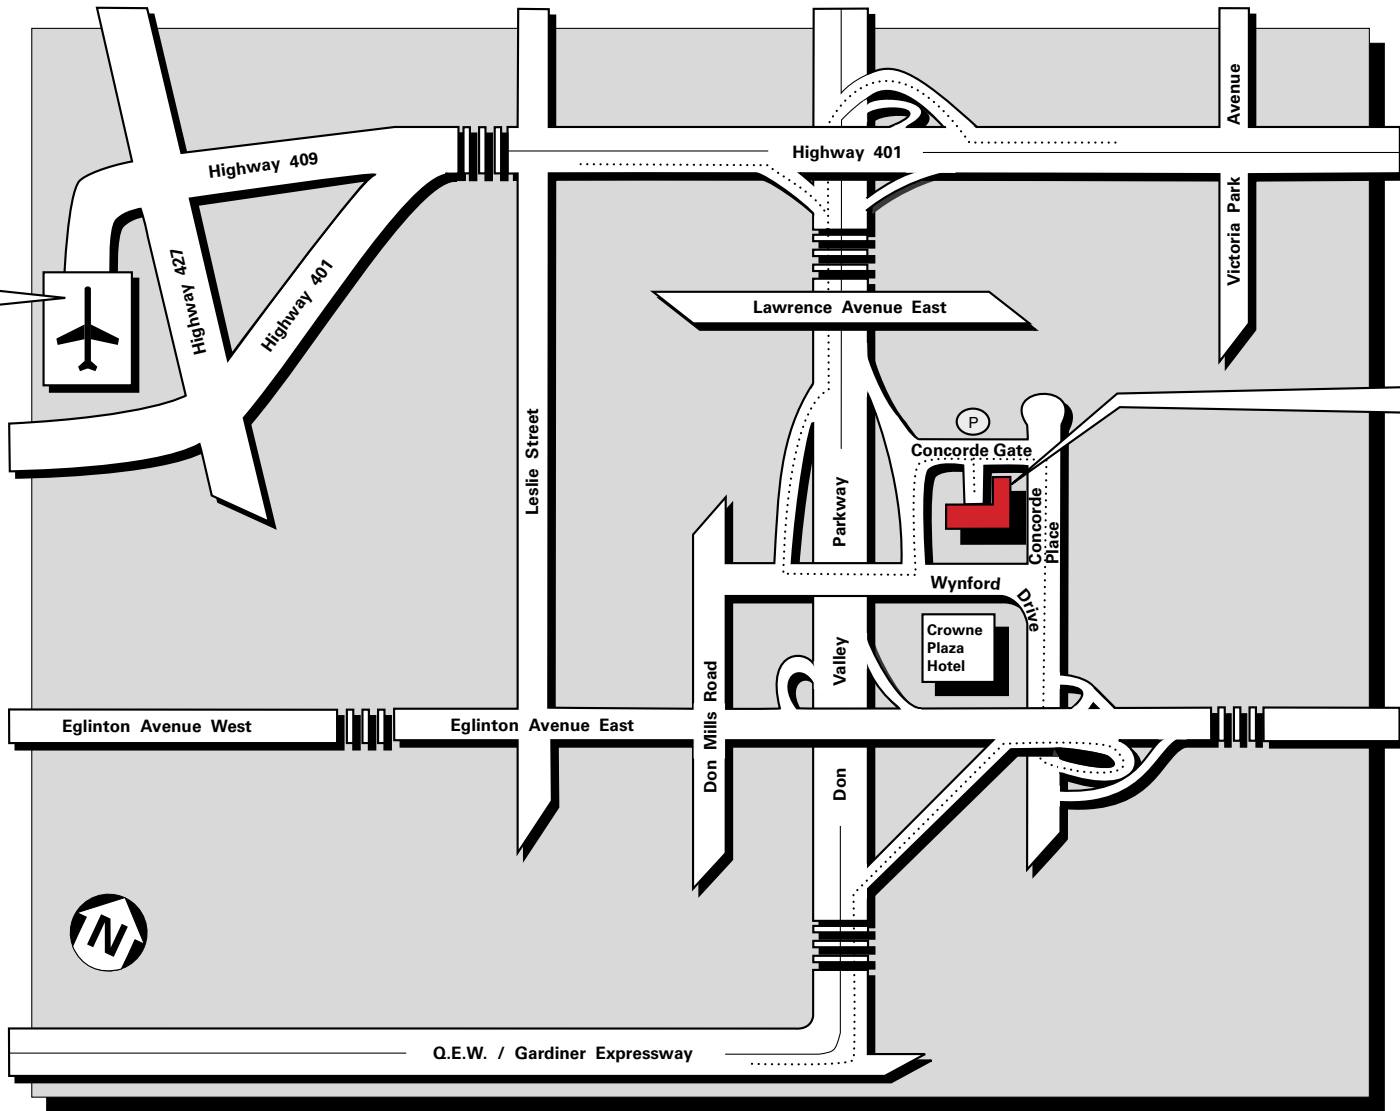 Avenue
Highway 409
Highway 401
Victoria Park
Highway 427
Highway 401
Lawrence Avenue East
Leslie Street
P
Concorde Gate
Parkway
Concorde
Place
Wynford
Drive
Crowne
Plaza
Hotel
Valley
Don Mills Road
Eglinton Avenue West
Eglinton Avenue East
Don
N
Q.E.W. / Gardiner Expressway